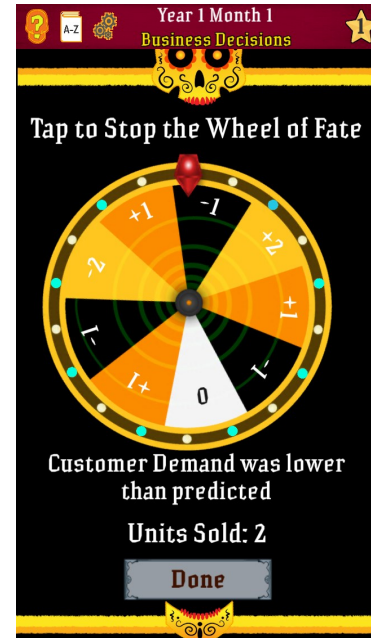 Year 1 Month 1
A-Z
Business Decisions
1
Tap to Stop the Wheel of Fate
-1
+2
+1
-1
0
+1
-1
-2
+1
Customer Demand was lower
than predicted
Units Sold: 2
Done